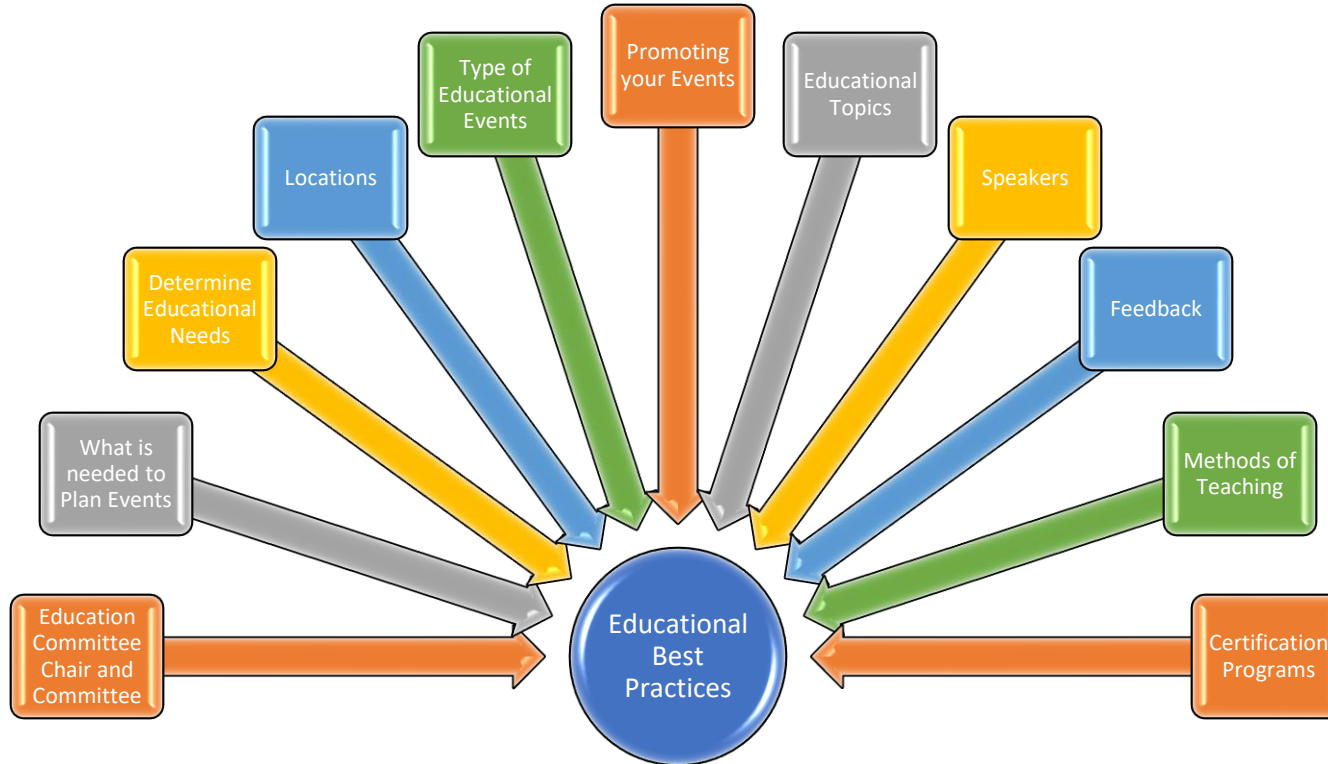 Education
Committee
Chair and
Committee
What is
needed to
Plan Events
Determine
Educational
Needs
Locations
Type of
Educational
Events
Promoting
your Events
Educational
Topics
Speakers
Feedback
Methods of
Teaching
Certification
Programs
Educational
Best
Practices